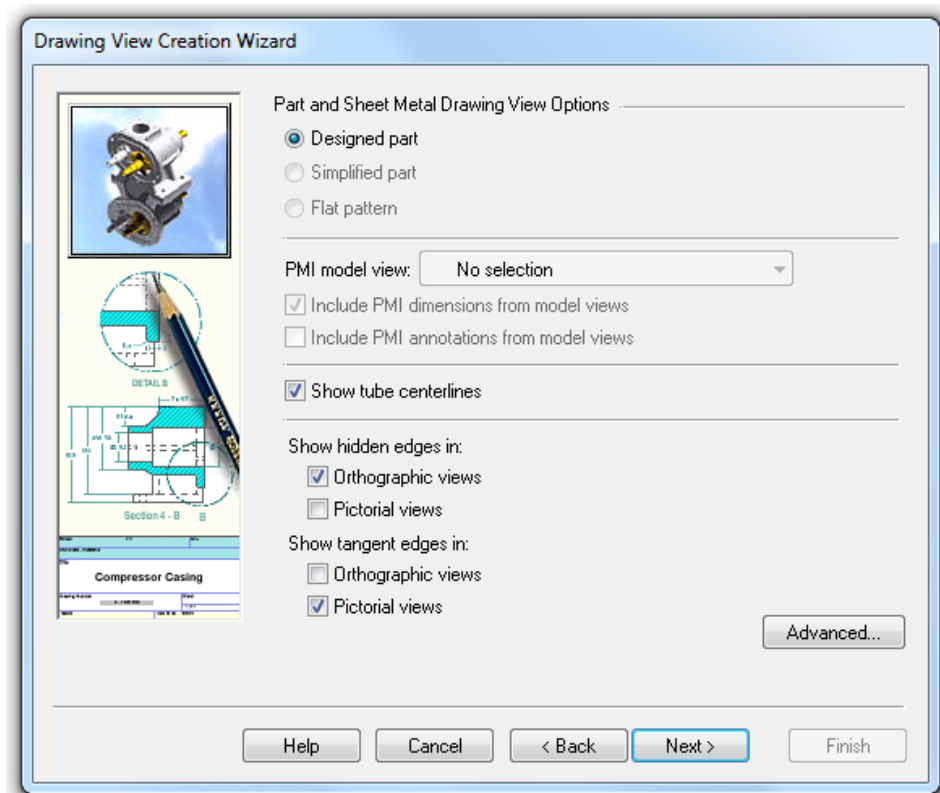 Drawing View Creation Wizard
Part and Sheet Metal Drawing View Options
Designed part
Simplified part
Flat pattern
PMI model view: No selection
Include PMI dimensions from model views
Include PMI annotations from model views
DETAIL B
Show tube centerlines
Show hidden edges in:
Orthographic views
Pictorial views
Section 4 - B B
Show tangent edges in:
Orthographic views
Pictorial views
Compressor Casing
Advanced...
Help Cancel < Back Next > Finish